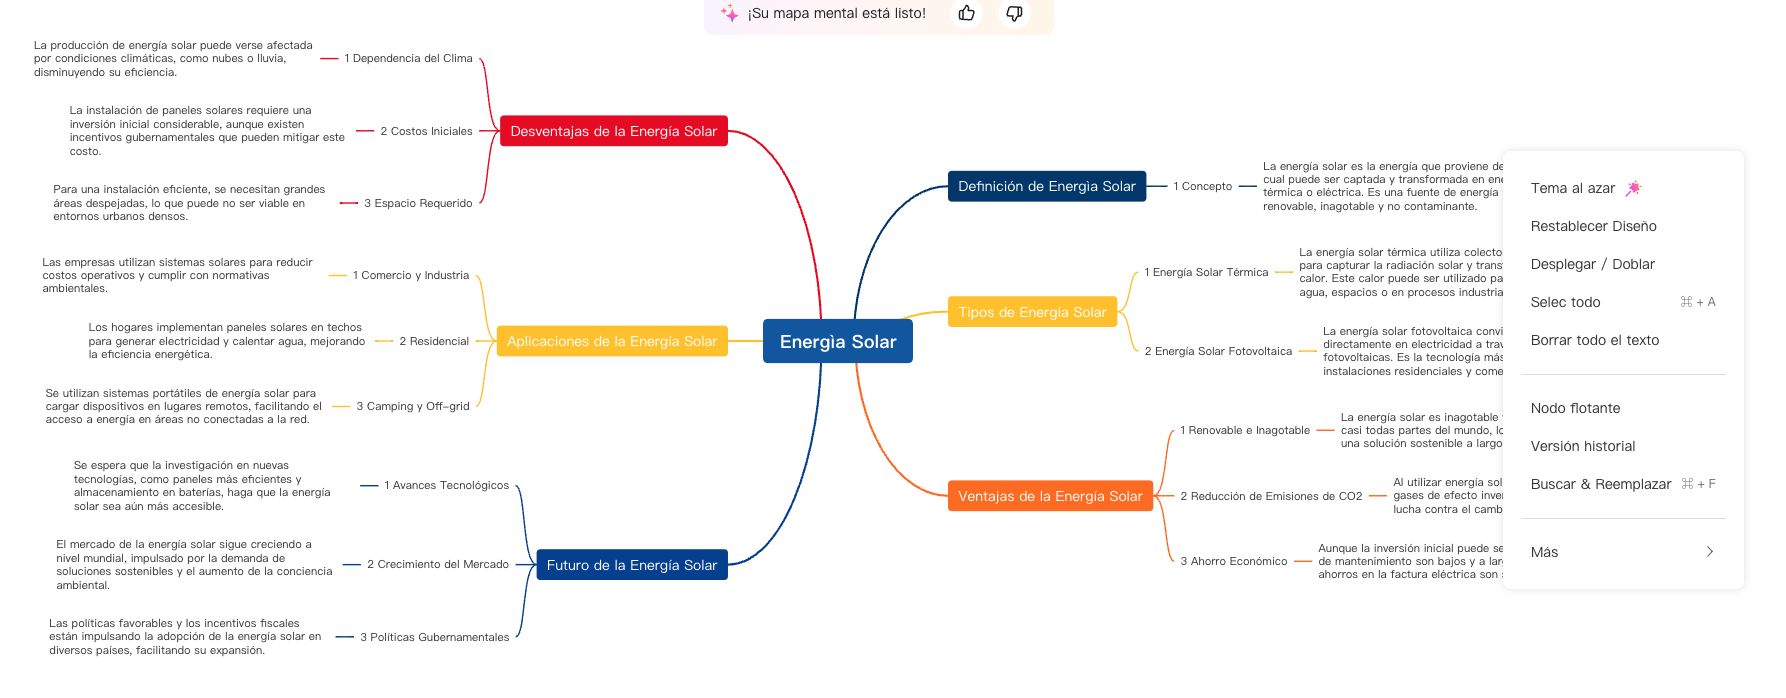 ¡Su mapa mental está listo!
La producción de energía solar puede verse afectada
por condiciones climáticas, como nubes o lluvia,
disminuyendo su eficiencia.
1 Dependencia del Clima
La instalación de paneles solares requiere una
inversión inicial considerable, aunque existen
incentivos gubernamentales que pueden mitigar este
costo.
2 Costos Iniciales
Desventajas de la Energía Solar
Para una instalación eficiente, se necesitan grandes
áreas despejadas, lo que puede no ser viable en
entornos urbanos densos.
3 Espacio Requerido
Las empresas utilizan sistemas solares para reducir
costos operativos y cumplir con normativas
ambientales.
1 Comercio y Industria
Los hogares implementan paneles solares en techos
para generar electricidad y calentar agua, mejorando
la eficiencia energética.
2 Residencial
Aplicaciones de la Energía Solar
Se utilizan sistemas portátiles de energía solar para
cargar dispositivos en lugares remotos, facilitando el
acceso a energía en áreas no conectadas a la red.
3 Camping y Off-grid
Se espera que la investigación en nuevas
tecnologías, como paneles más eficientes y
almacenamiento en baterías, haga que la energía
solar sea aún más accesible.
1 Avances Tecnológicos
El mercado de la energía solar sigue creciendo a
nivel mundial, impulsado por la demanda de
soluciones sostenibles y el aumento de la conciencia
ambiental.
2 Crecimiento del Mercado
Futuro de la Energía Solar
Las políticas favorables y los incentivos fiscales
están impulsando la adopción de la energía solar en
diversos países, facilitando su expansión.
3 Políticas Gubernamentales
Energìa Solar
Definición de Energìa Solar
1 Concepto
La energía solar es la energía que proviene de
cual puede ser captada y transformada en
térmica o eléctrica. Es una fuente de energía
renovable, inagotable y no contaminante.
Tipos de Energía Solar
1 Energía Solar Térmica
La energía solar térmica utiliza
para capturar la radiación solar y
calor. Este calor puede ser utilizado
agua, espacios o en procesos
2 Energía Solar Fotovoltaica
La energía solar fotovoltaica
directamente en electricidad a
fotovoltaicas. Es la tecnología más
instalaciones residenciales y
Ventajas de la Energía Solar
1 Renovable e Inagotable
La energía solar es inagotable
casi todas partes del mundo,
una solución sostenible a largo
2 Reducción de Emisiones de CO2
Al utilizar energía
gases de efecto
lucha contra el
3 Ahorro Económico
Aunque la inversión inicial puede
de mantenimiento son bajos y a
ahorros en la factura eléctrica son
Tema al azar
Restablecer Diseño
Desplegar / Doblar
Selec todo ⌘ + A
Borrar todo el texto
Nodo flotante
Versión historial
Buscar & Reemplazar ⌘ + F
Más